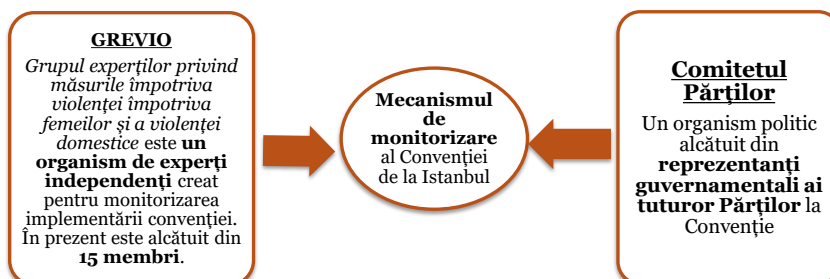 GREVIO
Grupul experților privind
măsurile împotriva
violenței împotriva
femeilor și a violenței
domestice este un
organism de experți
independenți creat
pentru monitorizarea
implementării convenției.
În prezent este alcătuit din
15 membri.
Mecanismul
de
monitorizare
al Convenției
de la Istanbul
Comitetul
Părților
Un organism politic
alcătuit din
reprezentanți
guvernamentali ai
tuturor Părților la
Convenție